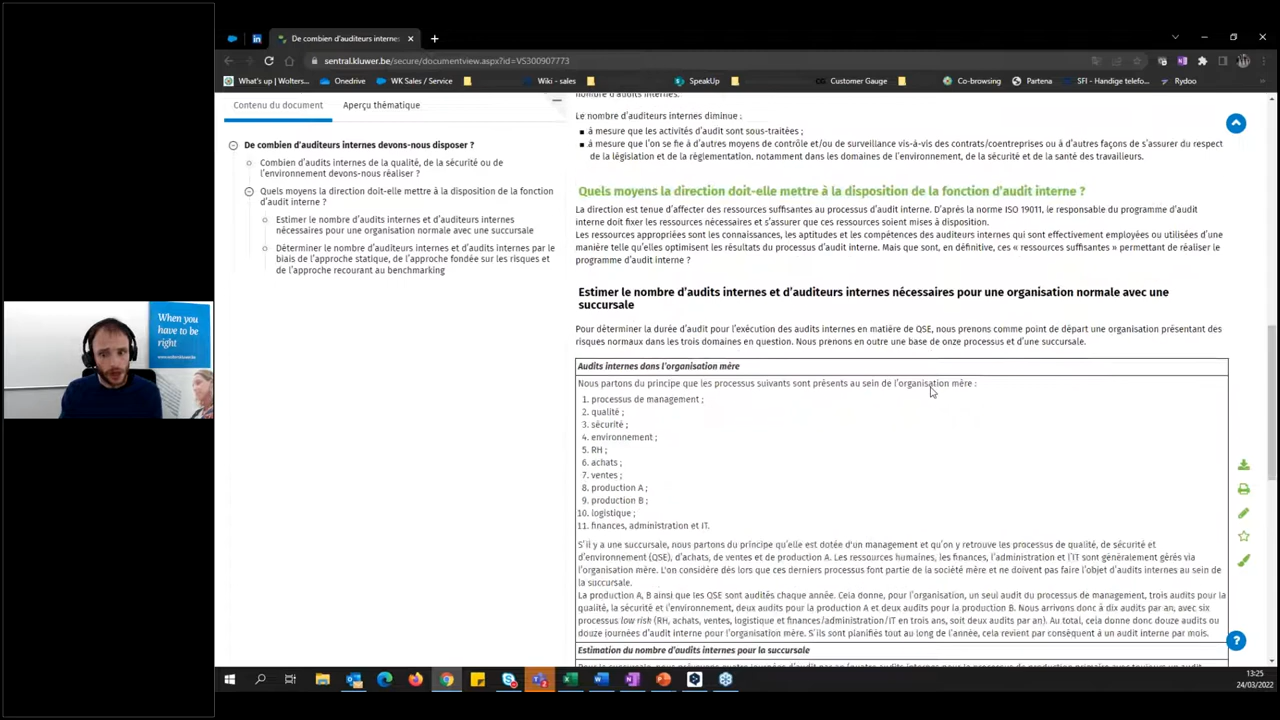 De combien d'auditeurs internes
sentral.kluwer.be/secure/documentview.aspx?id=VS300907773
What's up | Wolters...
Onedrive
WK Sales / Service
Wiki - sales
SpeakUp
Customer Gauge
Co-browsing
Partena
SFI - Handige telefo...
Rydoo
Contenu du document
Aperçu thématique
De combien d'auditeurs internes devons-nous disposer ?
Combien d'audits internes de la qualité, de la sécurité ou de
l'environnement devons-nous réaliser ?
Quels moyens la direction doit-elle mettre à la disposition de la fonction
d'audit interne ?
Estimer le nombre d'audits internes et d'auditeurs internes
nécessaires pour une organisation normale avec une succursale
Déterminer le nombre d'auditeurs internes et d'audits internes par le
biais de l'approche statique, de l'approche fondée sur les risques et
de l'approche recourant au benchmarking
nombre d'audits internes.
Le nombre d'auditeurs internes diminue :
à mesure que les activités d'audit sont sous-traitées ;
à mesure que l'on se fie à d'autres moyens de contrôle et/ou de surveillance vis-à-vis des contrats/coentreprises ou à d'autres façons de s'assurer du respect
de la législation et de la règlementation, notamment dans les domaines de l'environnement, de la sécurité et de la santé des travailleurs.
Quels moyens la direction doit-elle mettre à la disposition de la fonction d'audit interne ?
La direction est tenue d'affecter des ressources suffisantes au processus d'audit interne. D'après la norme ISO 19011, le responsable du programme d'audit
interne doit fixer les ressources nécessaires et s'assurer que ces ressources soient mises à disposition.
Les ressources appropriées sont les connaissances, les aptitudes et les compétences des auditeurs internes qui sont effectivement employées ou utilisées d'une
manière telle qu'elles optimisent les résultats du processus d'audit interne. Mais que sont, en définitive, ces « ressources suffisantes » permettant de réaliser le
programme d'audit interne ?
Estimer le nombre d'audits internes et d'auditeurs internes nécessaires pour une organisation normale avec une
succursale
Pour déterminer la durée d'audit pour l'exécution des audits internes en matière de QSE, nous prenons comme point de départ une organisation présentant des
risques normaux dans les trois domaines en question. Nous prenons en outre une base de onze processus et d'une succursale.
Audits internes dans l'organisation mère
Nous partons du principe que les processus suivants sont présents au sein de l'organisation mère :
1. processus de management ;
2. qualité ;
3. sécurité ;
4. environnement ;
5. RH ;
6. achats ;
7. ventes ;
8. production A ;
9. production B ;
10. logistique ;
11. finances, administration et IT.
S'il y a une succursale, nous partons du principe qu'elle est dotée d'un management et qu'on y retrouve les processus de qualité, de sécurité et
d'environnement (QSE), d'achats, de ventes et de production A. Les ressources humaines, les finances, l'administration et l'IT sont généralement gérés via
l'organisation mère. L'on considère dès lors que ces derniers processus font partie de la société mère et ne doivent pas faire l'objet d'audits internes au sein de
la succursale.
La production A, B ainsi que les QSE sont audités chaque année. Cela donne, pour l'organisation, un seul audit du processus de management, trois audits pour la
qualité, la sécurité et l'environnement, deux audits pour la production A et deux audits pour la production B. Nous arrivons donc à dix audits par an, avec six
processus low risk (RH, achats, ventes, logistique et finances/administration/IT en trois ans, soit deux audits par an). Au total, cela donne donc douze audits ou
douze journées d'audit interne pour l'organisation mère. S'ils sont planifiés tout au long de l'année, cela revient par conséquent à un audit interne par mois.
Estimation du nombre d'audits internes pour la succursale
When you
have to be
right
13:25
24/03/2022